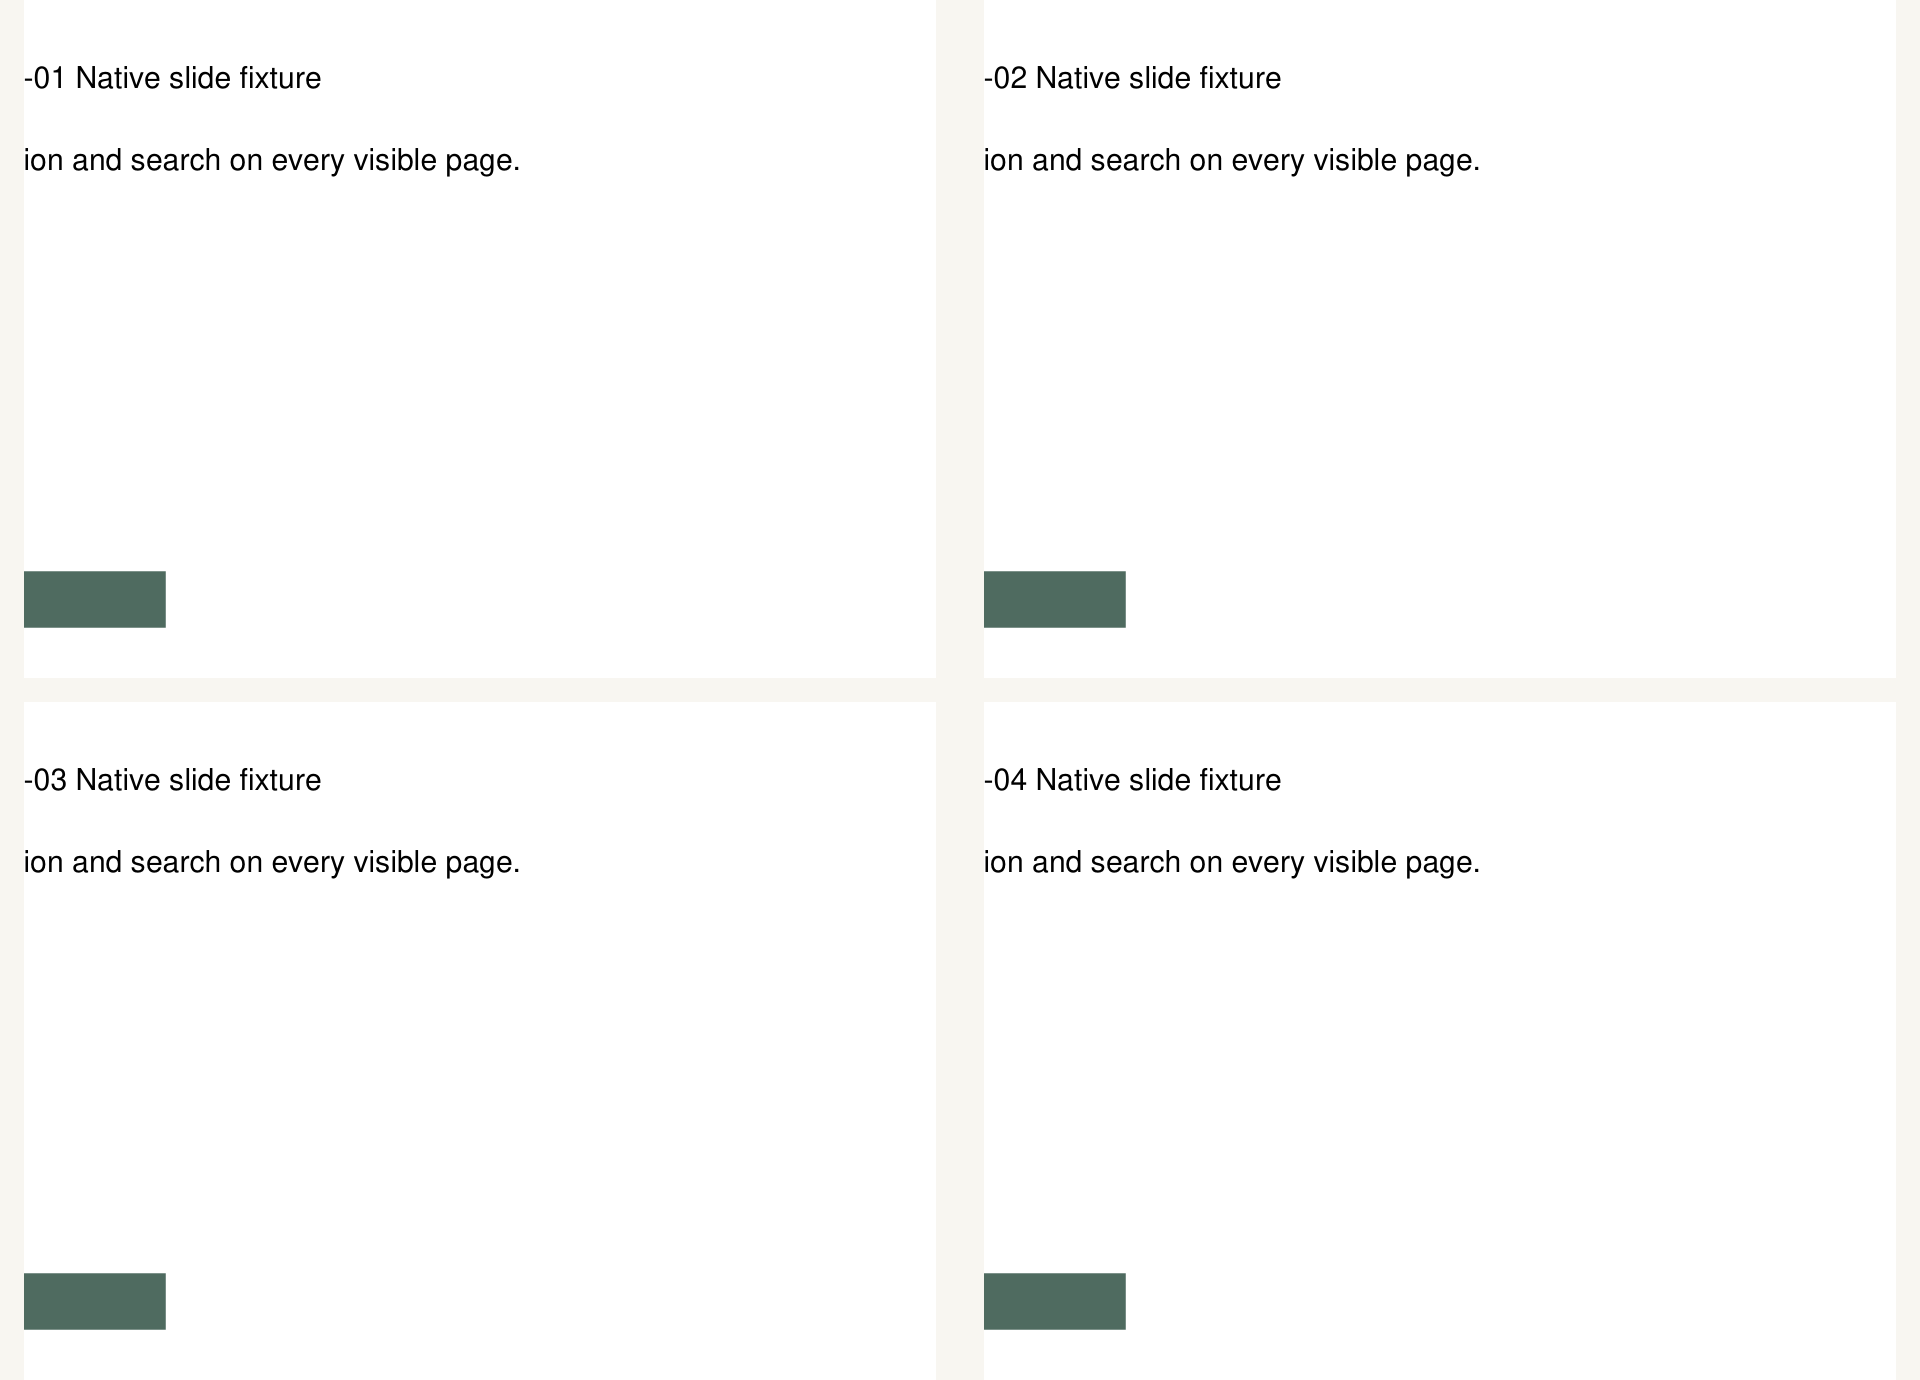 -01 Native slide fixture
ion and search on every visible page.
-02 Native slide fixture
ion and search on every visible page.
-03 Native slide fixture
ion and search on every visible page.
-04 Native slide fixture
ion and search on every visible page.